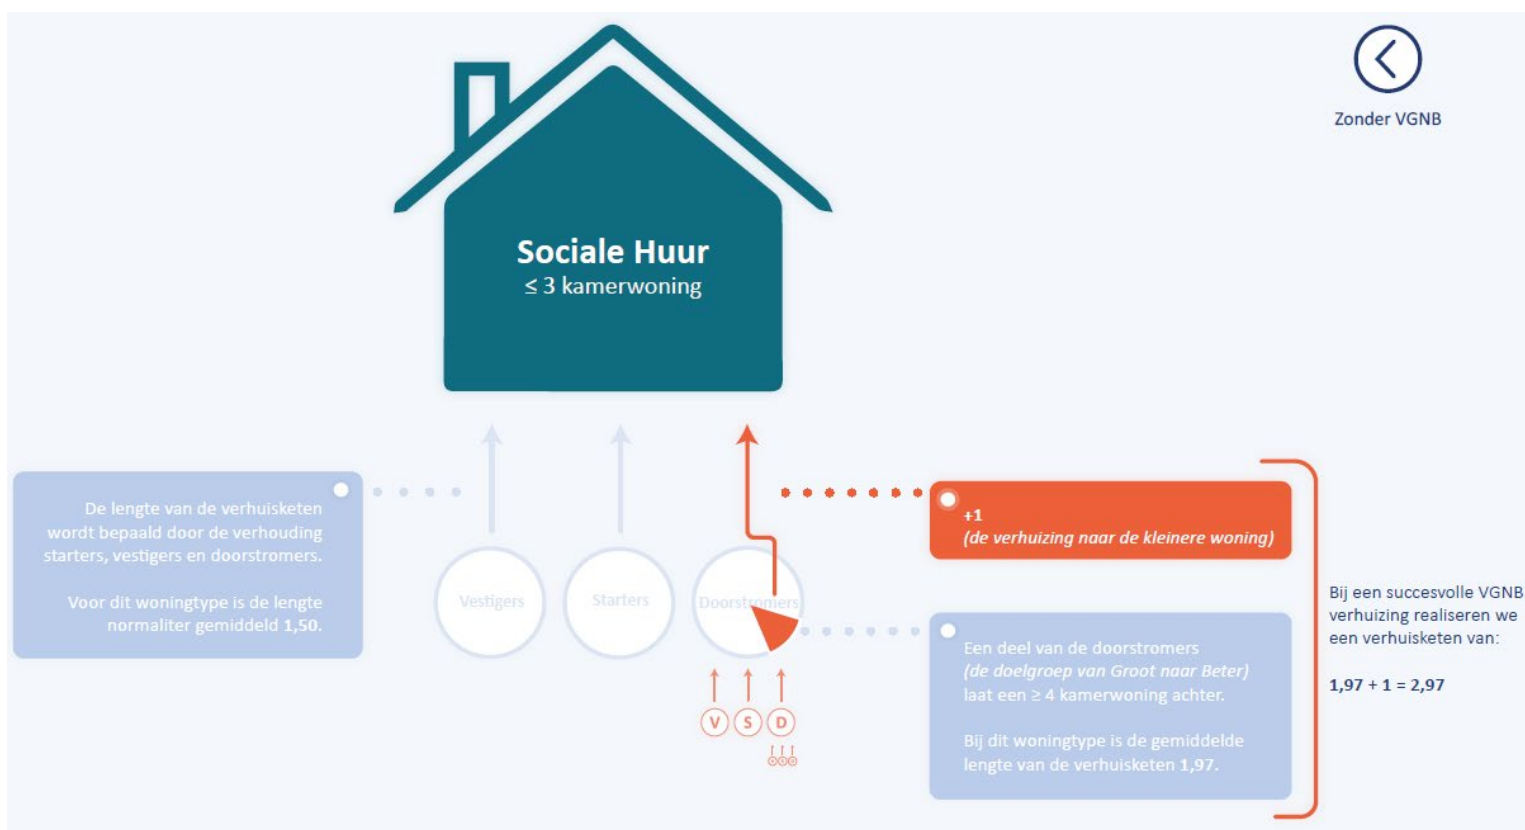 Zonder VGNB
Sociale Huur
≤ 3 kamerwoning
De lengte van de verhuisketen
wordt bepaald door de verhouding
starters, vestigers en doorstromers.
Voor dit woningtype is de lengte
normaliter gemiddeld 1,50.
Vestigers
Starters
Doorstromers
V
S
D
+1
(de verhuizing naar de kleinere woning)
Een deel van de doorstromers
(de doelgroep van Groot naar Beter)
laat een ≥ 4 kamerwoning achter.
Bij dit woningtype is de gemiddelde
lengte van de verhuisketen 1,97.
Bij een succesvolle VGNB
verhuizing realiseren we
een verhuisketen van:
1,97 + 1 = 2,97